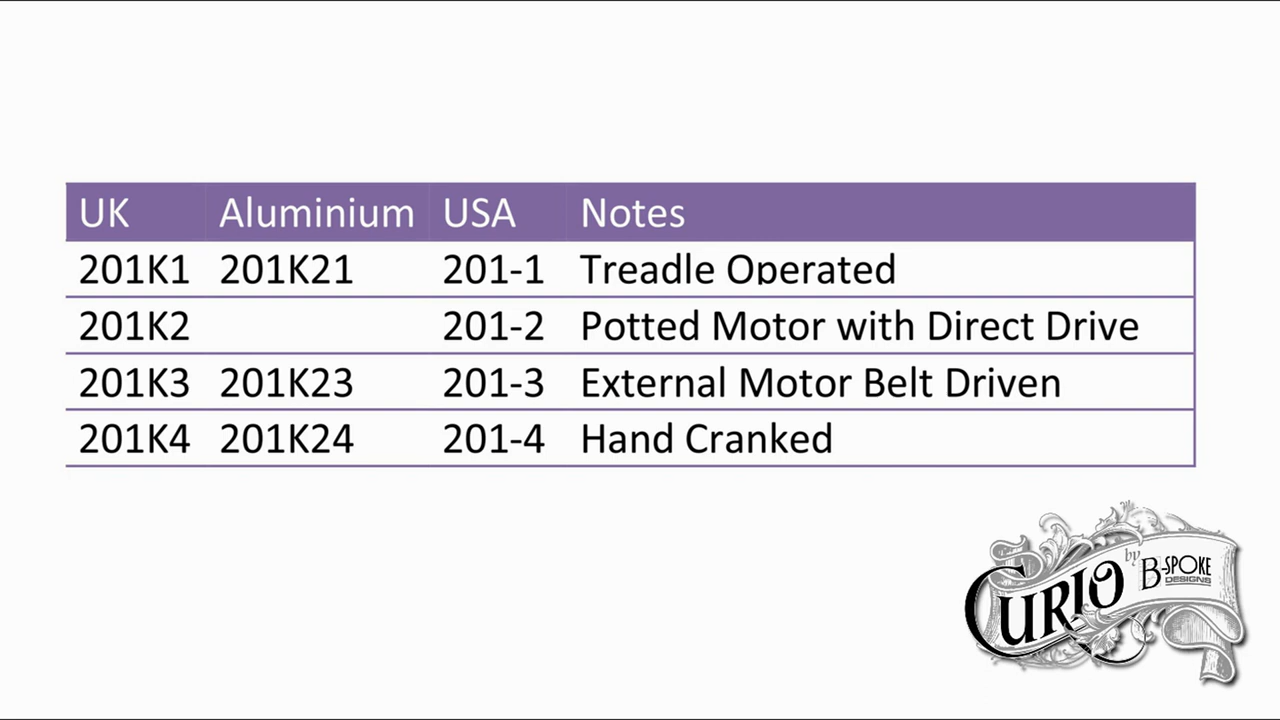 UK Aluminium USA Notes
201K1 201K21 201-1 Treadle Operated
201K2 201-2 Potted Motor with Direct Drive
201K3 201K23 201-3 External Motor Belt Driven
201K4 201K24 201-4 Hand Cranked
CURIO by B-SPOKE
DESIGNS